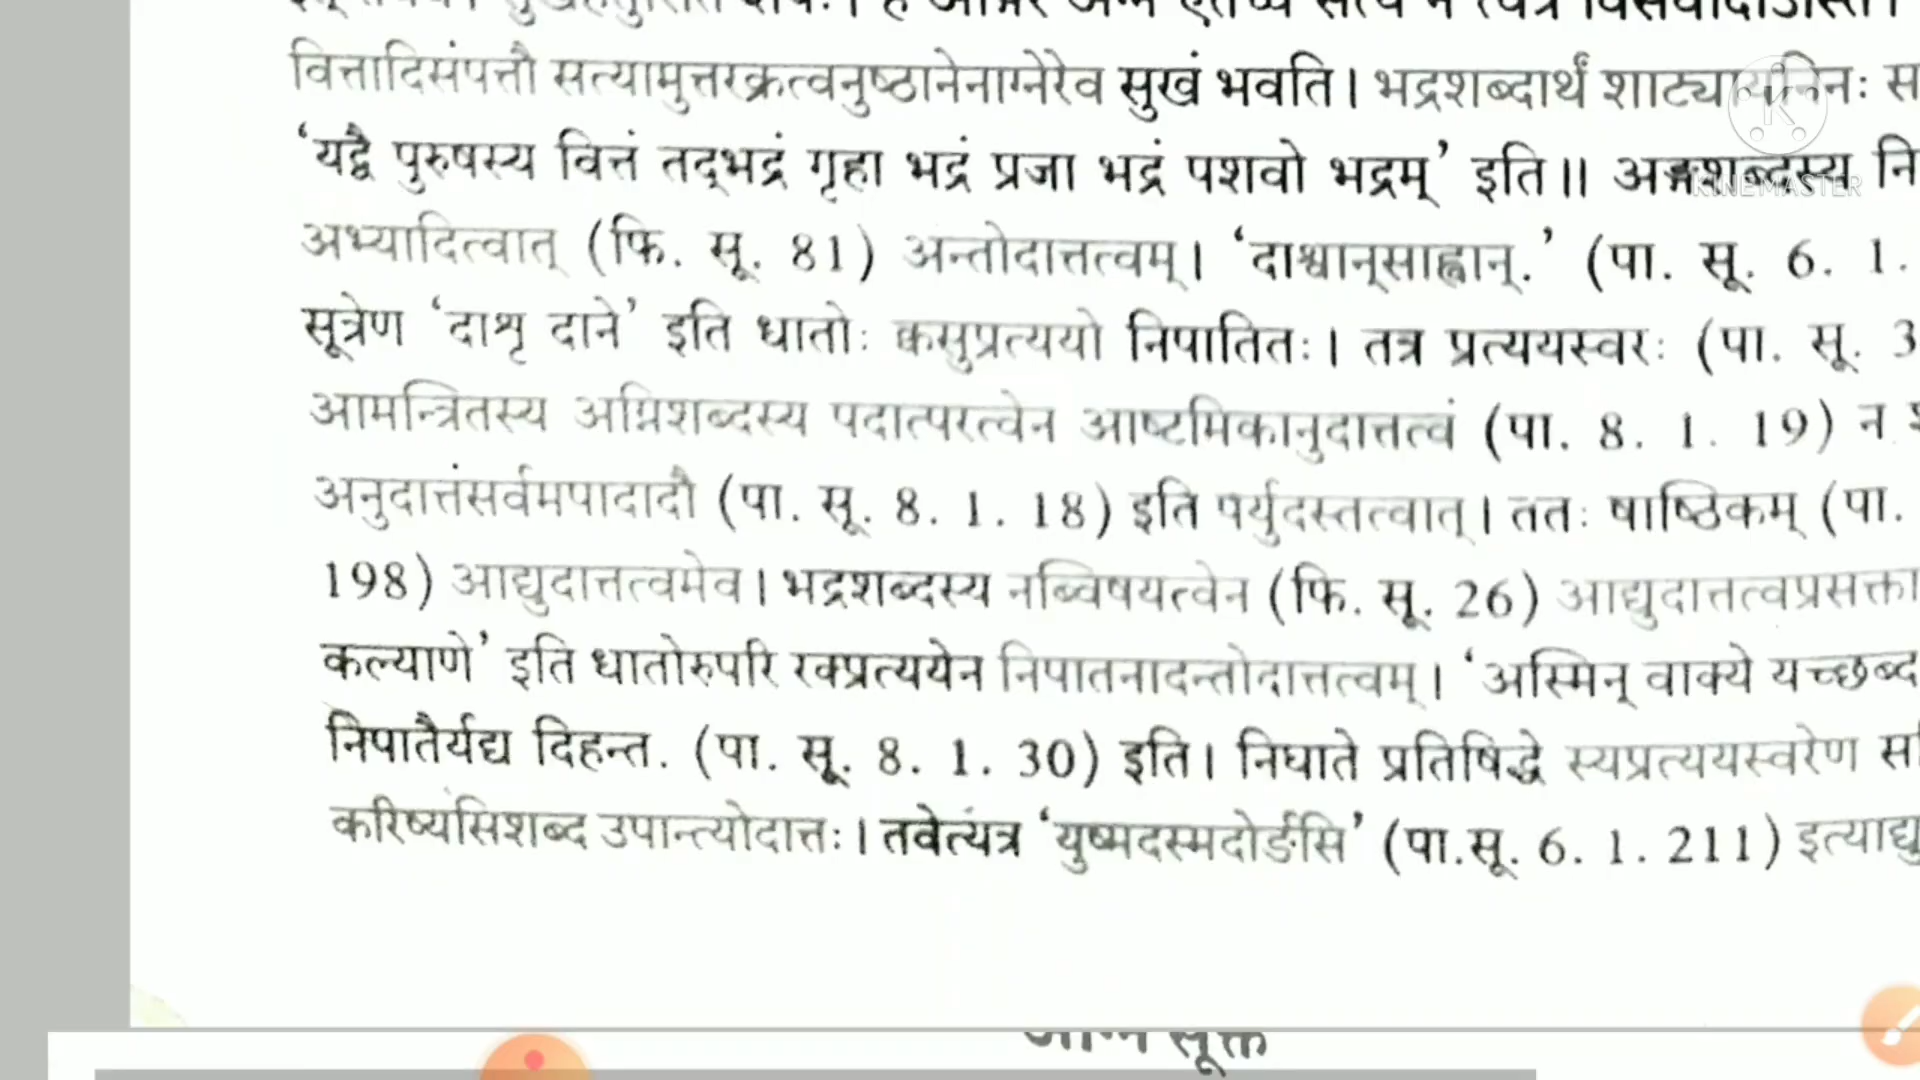 वित्तादिसंपत्तौ सत्यामुत्तरक्रत्वनुष्ठानेनाग्नेरेव सुखं भवति। भद्रशब्दार्थं शाट्यायनिनः स
‘यद्वै पुरुषस्य वित्तं तद्भद्रं गृहा भद्रं प्रजा भद्रं पशवो भद्रम्’ इति॥ अङ्गशब्दस्य नि
KINEMASTER
अभ्यादित्वात् (फि. सू. 81) अन्तोदात्तत्वम्। ‘दाश्वान्साह्वान्.’ (पा. सू. 6. 1.
सूत्रेण ‘दाशृ दाने’ इति धातोः क्वसुप्रत्ययो निपातितः। तत्र प्रत्ययस्वरः (पा. सू. 3
आमन्त्रितस्य अग्निशब्दस्य पदात्परत्वेन आष्टमिकानुदात्तत्वं (पा. 8. 1. 19) न
अनुदात्तंसर्वमपादादौ (पा. सू. 8. 1. 18) इति पर्युदस्तत्वात्। ततः षाष्ठिकम् (पा.
198) आद्युदात्तत्वमेव। भद्रशब्दस्य नब्विषयत्वेन (फि. सू. 26) आद्युदात्तत्वप्रसक्ता
कल्याणे’ इति धातोरुपरि रक्प्रत्ययेन निपातनादन्तोदात्तत्वम्। ‘अस्मिन् वाक्ये यच्छब्द
निपातैर्यद्य दिहन्त. (पा. सू. 8. 1. 30) इति। निघाते प्रतिषिद्धे स्यप्रत्ययस्वरेण स
करिष्यसिशब्द उपान्त्योदात्तः। तवेत्यत्र ‘युष्मदस्मदोर्ङसि’ (पा.सू. 6. 1. 211) इत्याद्यु
सूक्त